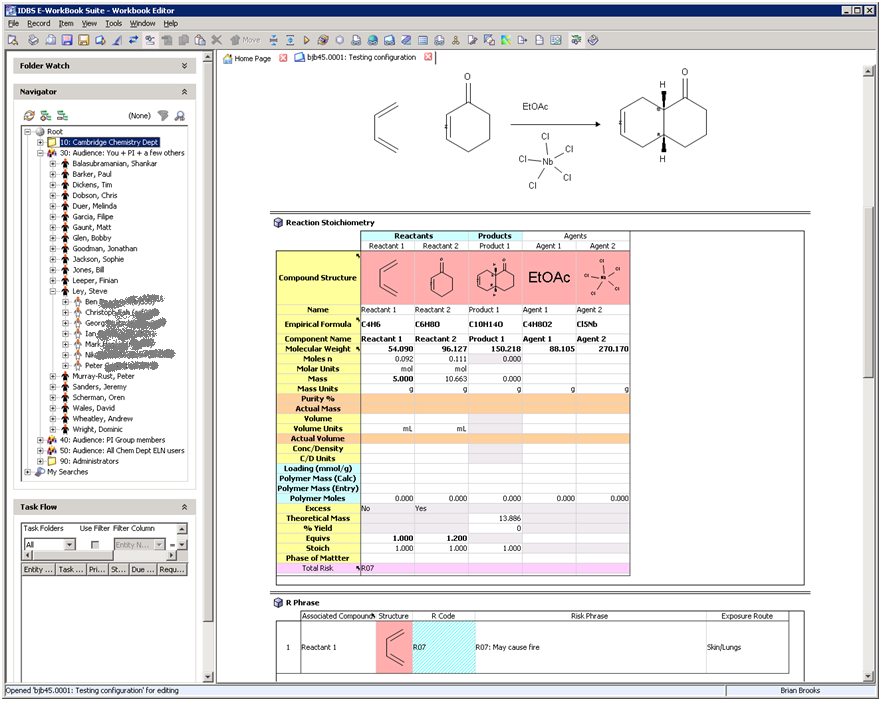 IDBS E-WorkBook Suite - Workbook Editor
File Record Item View Tools Window Help
Move
Folder Watch
Navigator
(None)
Root
10: Cambridge Chemistry Dept
30: Audience: You + PI + a few others
Balasubramanian, Shankar
Barker, Paul
Dickens, Tim
Dobson, Chris
Duer, Melinda
Garcia, Filipe
Gaunt, Matt
Glen, Bobby
Goodman, Jonathan
Jackson, Sophie
Jones, Bill
Leeper, Finian
Ley, Steve
Ben
Christoph
Georg
Ian
Mark
Nik
Peter
Murray-Rust, Peter
Sanders, Jeremy
Scherman, Oren
Wales, David
Wheatley, Andrew
Wright, Dominic
40: Audience: PI Group members
50: Audience: All Chem Dept ELN users
90: Administrators
My Searches
Task Flow
Task Folders Use Filter Filter Column
All Entity N... =
Entity ... Task ... Pri... St... Due ... Requ...
Home Page bjb45.0001: Testing configuration
O
z
EtOAc
Cl Cl Cl Nb Cl Cl
H O z H
Reaction Stoichiometry
Reactants Products Agents
Reactant 1 Reactant 2 Product 1 Agent 1 Agent 2
Compound Structure EtOAc
Name Reactant 1 Reactant 2 Product 1 Agent 1 Agent 2
Empirical Formula C4H6 C6H8O C10H14O C4H8O2 Cl5Nb
Component Name Reactant 1 Reactant 2 Product 1 Agent 1 Agent 2
Molecular Weight 54.090 96.127 150.218 88.105 270.170
Moles n 0.092 0.111 0.000
Molar Units mol mol
Mass 5.000 10.663 0.000
Mass Units g g g g g
Purity %
Actual Mass
Volume
Volume Units mL mL
Actual Volume
Conc/Density
C/D Units
Loading (mmol/g)
Polymer Mass (Calc)
Polymer Mass (Entry)
Polymer Moles 0.000 0.000 0.000 0.000 0.000
Excess No Yes
Theoretical Mass 13.886
% Yield 0
Equivs 1.000 1.200
Stoich 1.000 1.000 1.000
Phase of Mattter
Total Risk R07
R Phrase
Associated Compound Structure R Code Risk Phrase Exposure Route
1 Reactant 1 R07 R07: May cause fire Skin/Lungs
Opened 'bjb45.0001: Testing configuration' for editing Brian Brooks